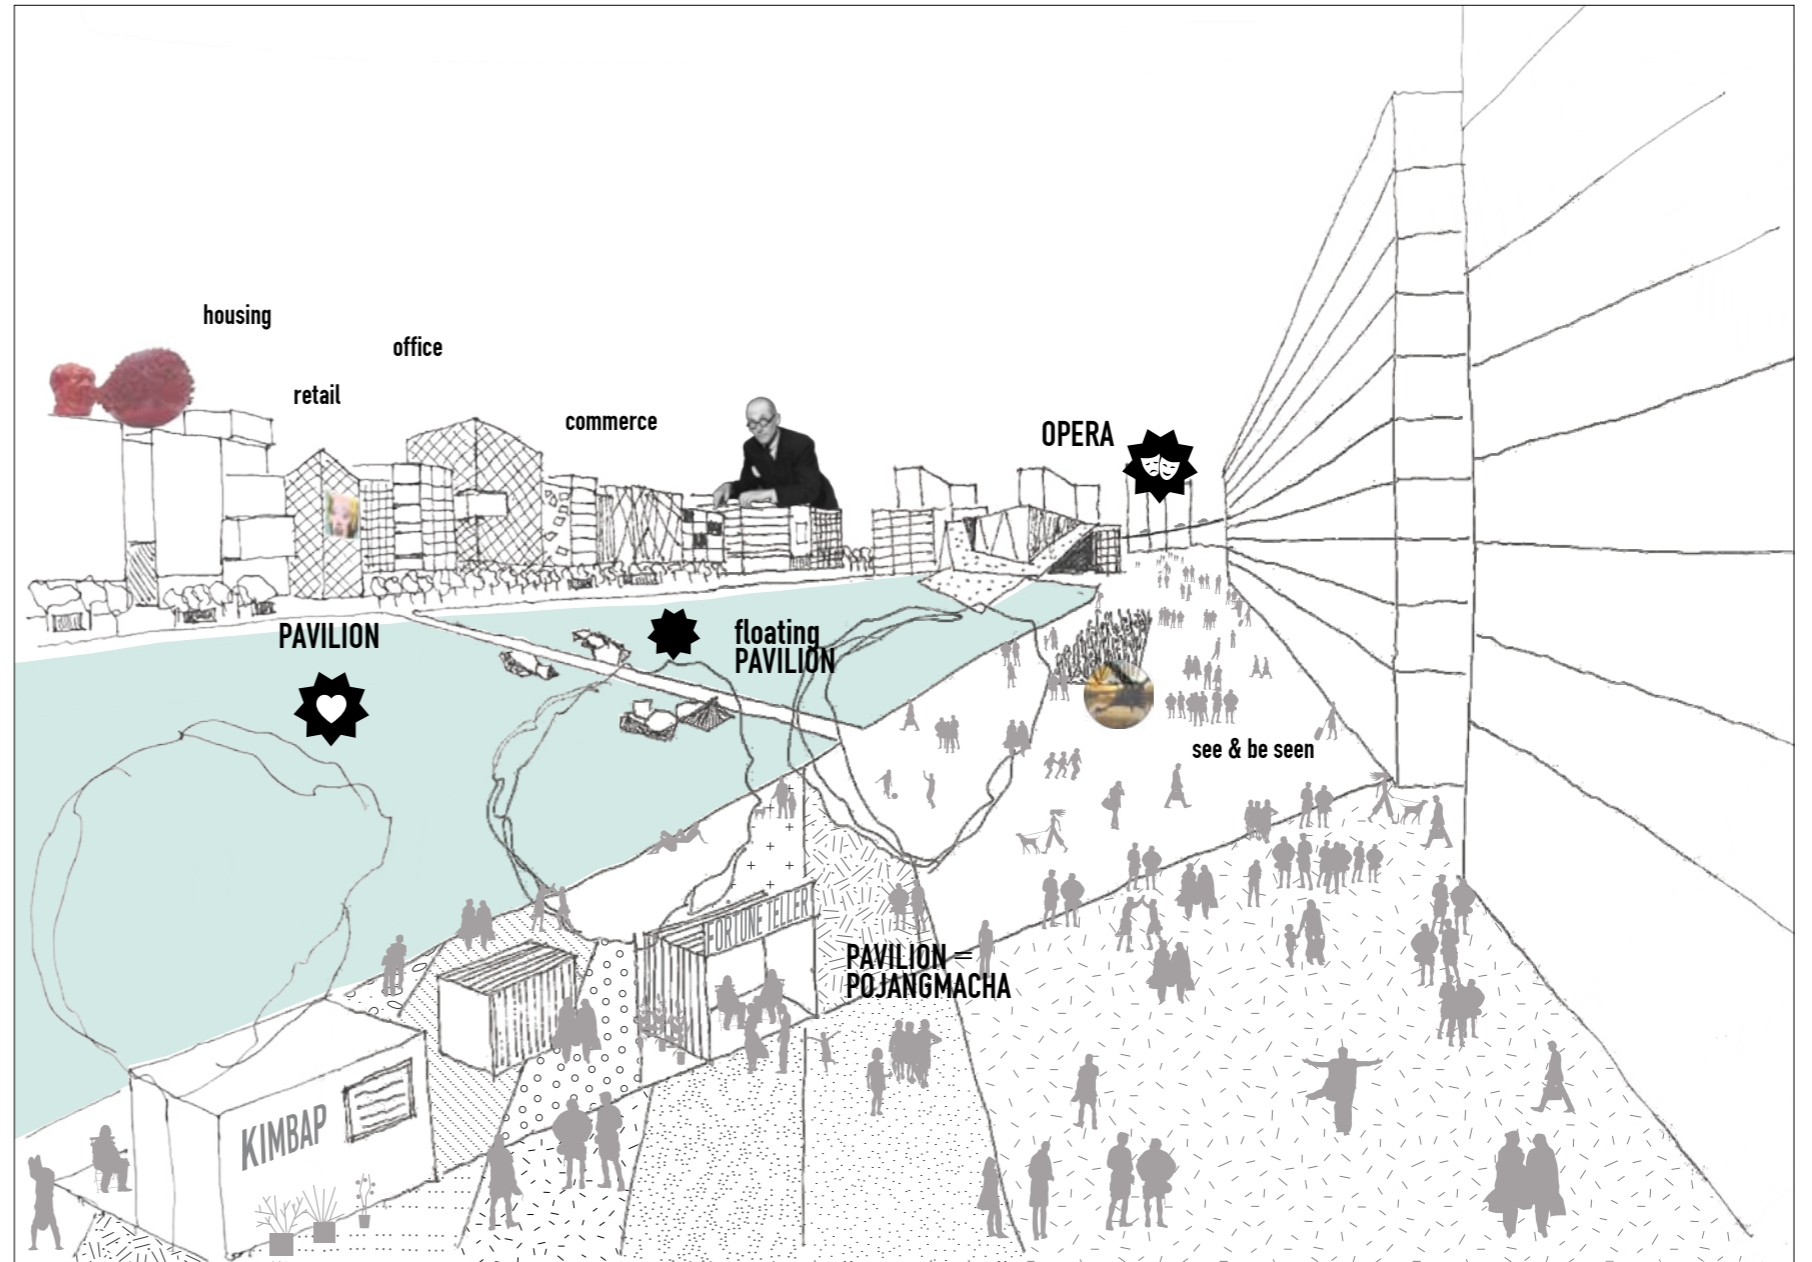 housing
office
retail
commerce
OPERA
PAVILION
floating
PAVILION
see & be seen
FORTUNE TELLER
PAVILION =
POJANGMACHA
KIMBAP